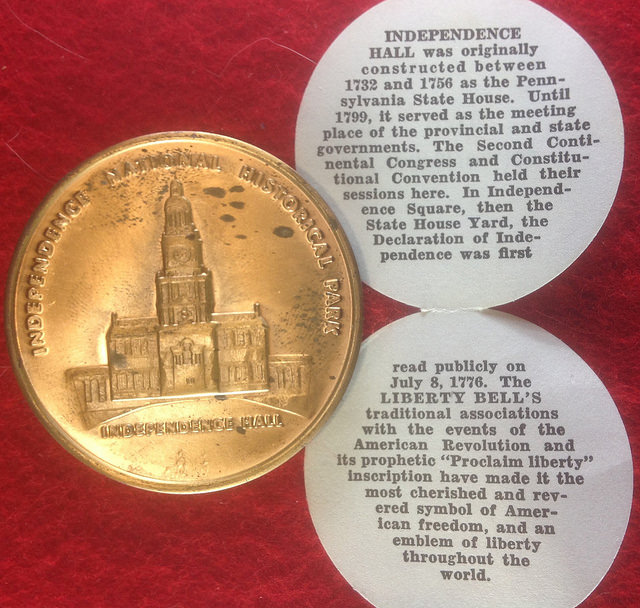 INDEPENDENCE NATIONAL HISTORICAL PARK
INDEPENDENCE HALL
INDEPENDENCE
HALL was originally
constructed between
1732 and 1756 as the Penn-
sylvania State House. Until
1799, it served as the meeting
place of the provincial and state
governments. The Second Conti-
nental Congress and Constitu-
tional Convention held their
sessions here. In Independ-
ence Square, then the
State House Yard, the
Declaration of Inde-
pendence was first
read publicly on
July 8, 1776. The
LIBERTY BELL'S
traditional associations
with the events of the
American Revolution and
its prophetic "Proclaim liberty"
inscription have made it the
most cherished and rev-
ered symbol of Amer-
ican freedom, and an
emblem of liberty
throughout the
world.